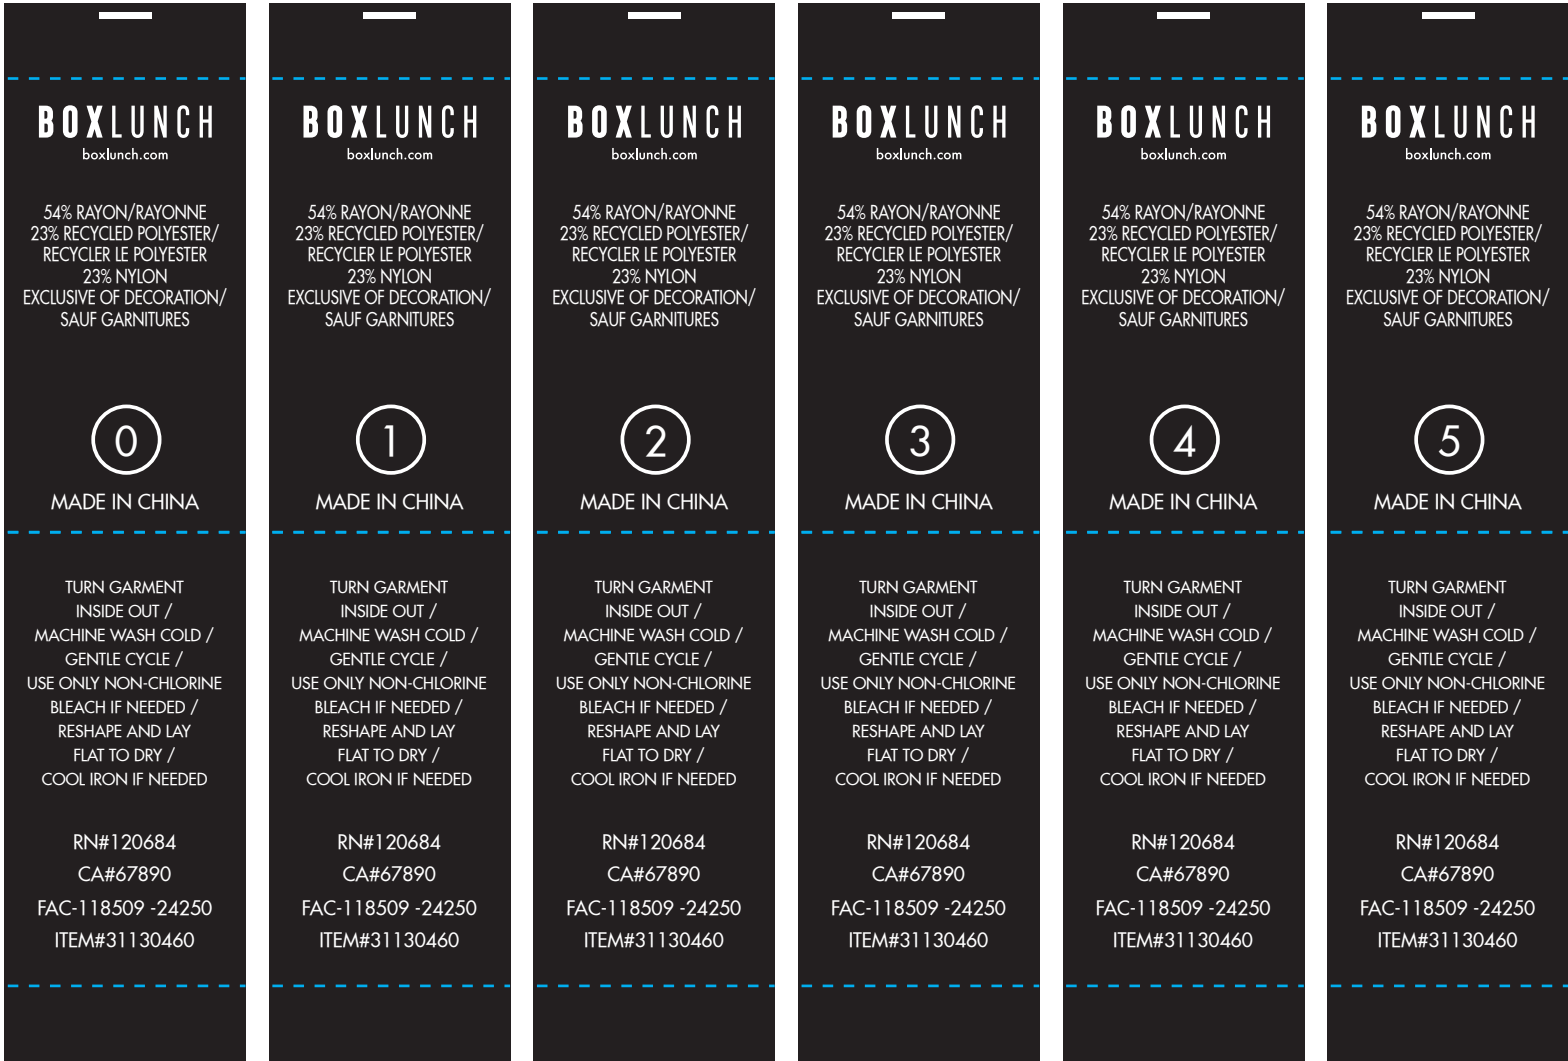 BOXLUNCH
boxlunch.com
54% RAYON/RAYONNE
23% RECYCLED POLYESTER/
RECYCLER LE POLYESTER
23% NYLON
EXCLUSIVE OF DECORATION/
SAUF GARNITURES
0
MADE IN CHINA
TURN GARMENT
INSIDE OUT /
MACHINE WASH COLD /
GENTLE CYCLE /
USE ONLY NON-CHLORINE
BLEACH IF NEEDED /
RESHAPE AND LAY
FLAT TO DRY /
COOL IRON IF NEEDED
RN#120684
CA#67890
FAC-118509 -24250
ITEM#31130460
BOXLUNCH
boxlunch.com
54% RAYON/RAYONNE
23% RECYCLED POLYESTER/
RECYCLER LE POLYESTER
23% NYLON
EXCLUSIVE OF DECORATION/
SAUF GARNITURES
1
MADE IN CHINA
TURN GARMENT
INSIDE OUT /
MACHINE WASH COLD /
GENTLE CYCLE /
USE ONLY NON-CHLORINE
BLEACH IF NEEDED /
RESHAPE AND LAY
FLAT TO DRY /
COOL IRON IF NEEDED
RN#120684
CA#67890
FAC-118509 -24250
ITEM#31130460
BOXLUNCH
boxlunch.com
54% RAYON/RAYONNE
23% RECYCLED POLYESTER/
RECYCLER LE POLYESTER
23% NYLON
EXCLUSIVE OF DECORATION/
SAUF GARNITURES
2
MADE IN CHINA
TURN GARMENT
INSIDE OUT /
MACHINE WASH COLD /
GENTLE CYCLE /
USE ONLY NON-CHLORINE
BLEACH IF NEEDED /
RESHAPE AND LAY
FLAT TO DRY /
COOL IRON IF NEEDED
RN#120684
CA#67890
FAC-118509 -24250
ITEM#31130460
BOXLUNCH
boxlunch.com
54% RAYON/RAYONNE
23% RECYCLED POLYESTER/
RECYCLER LE POLYESTER
23% NYLON
EXCLUSIVE OF DECORATION/
SAUF GARNITURES
3
MADE IN CHINA
TURN GARMENT
INSIDE OUT /
MACHINE WASH COLD /
GENTLE CYCLE /
USE ONLY NON-CHLORINE
BLEACH IF NEEDED /
RESHAPE AND LAY
FLAT TO DRY /
COOL IRON IF NEEDED
RN#120684
CA#67890
FAC-118509 -24250
ITEM#31130460
BOXLUNCH
boxlunch.com
54% RAYON/RAYONNE
23% RECYCLED POLYESTER/
RECYCLER LE POLYESTER
23% NYLON
EXCLUSIVE OF DECORATION/
SAUF GARNITURES
4
MADE IN CHINA
TURN GARMENT
INSIDE OUT /
MACHINE WASH COLD /
GENTLE CYCLE /
USE ONLY NON-CHLORINE
BLEACH IF NEEDED /
RESHAPE AND LAY
FLAT TO DRY /
COOL IRON IF NEEDED
RN#120684
CA#67890
FAC-118509 -24250
ITEM#31130460
BOXLUNCH
boxlunch.com
54% RAYON/RAYONNE
23% RECYCLED POLYESTER/
RECYCLER LE POLYESTER
23% NYLON
EXCLUSIVE OF DECORATION/
SAUF GARNITURES
5
MADE IN CHINA
TURN GARMENT
INSIDE OUT /
MACHINE WASH COLD /
GENTLE CYCLE /
USE ONLY NON-CHLORINE
BLEACH IF NEEDED /
RESHAPE AND LAY
FLAT TO DRY /
COOL IRON IF NEEDED
RN#120684
CA#67890
FAC-118509 -24250
ITEM#31130460